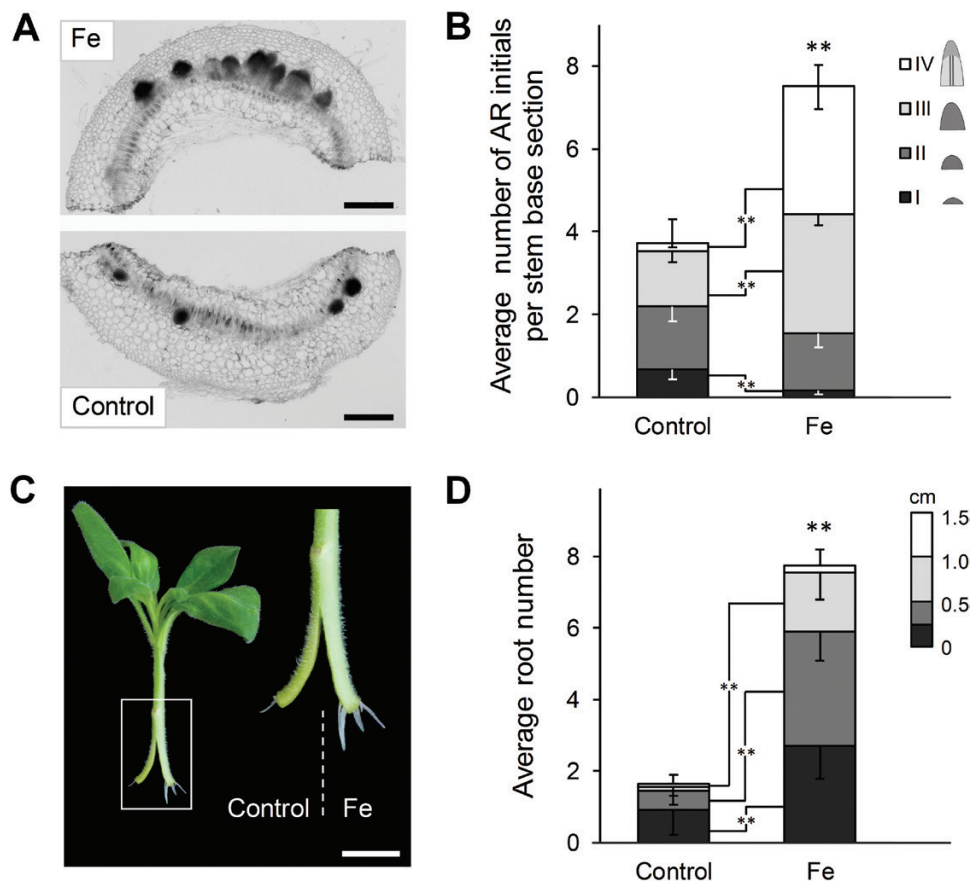 A
Fe
Control
B
Average number of AR initials
per stem base section
8
6
4
2
0
**
**
**
**
Control
Fe
IV
III
II
I
C
Control
Fe
D
Average root number
8
6
4
2
0
**
**
**
**
Control
Fe
cm
1.5
1.0
0.5
0